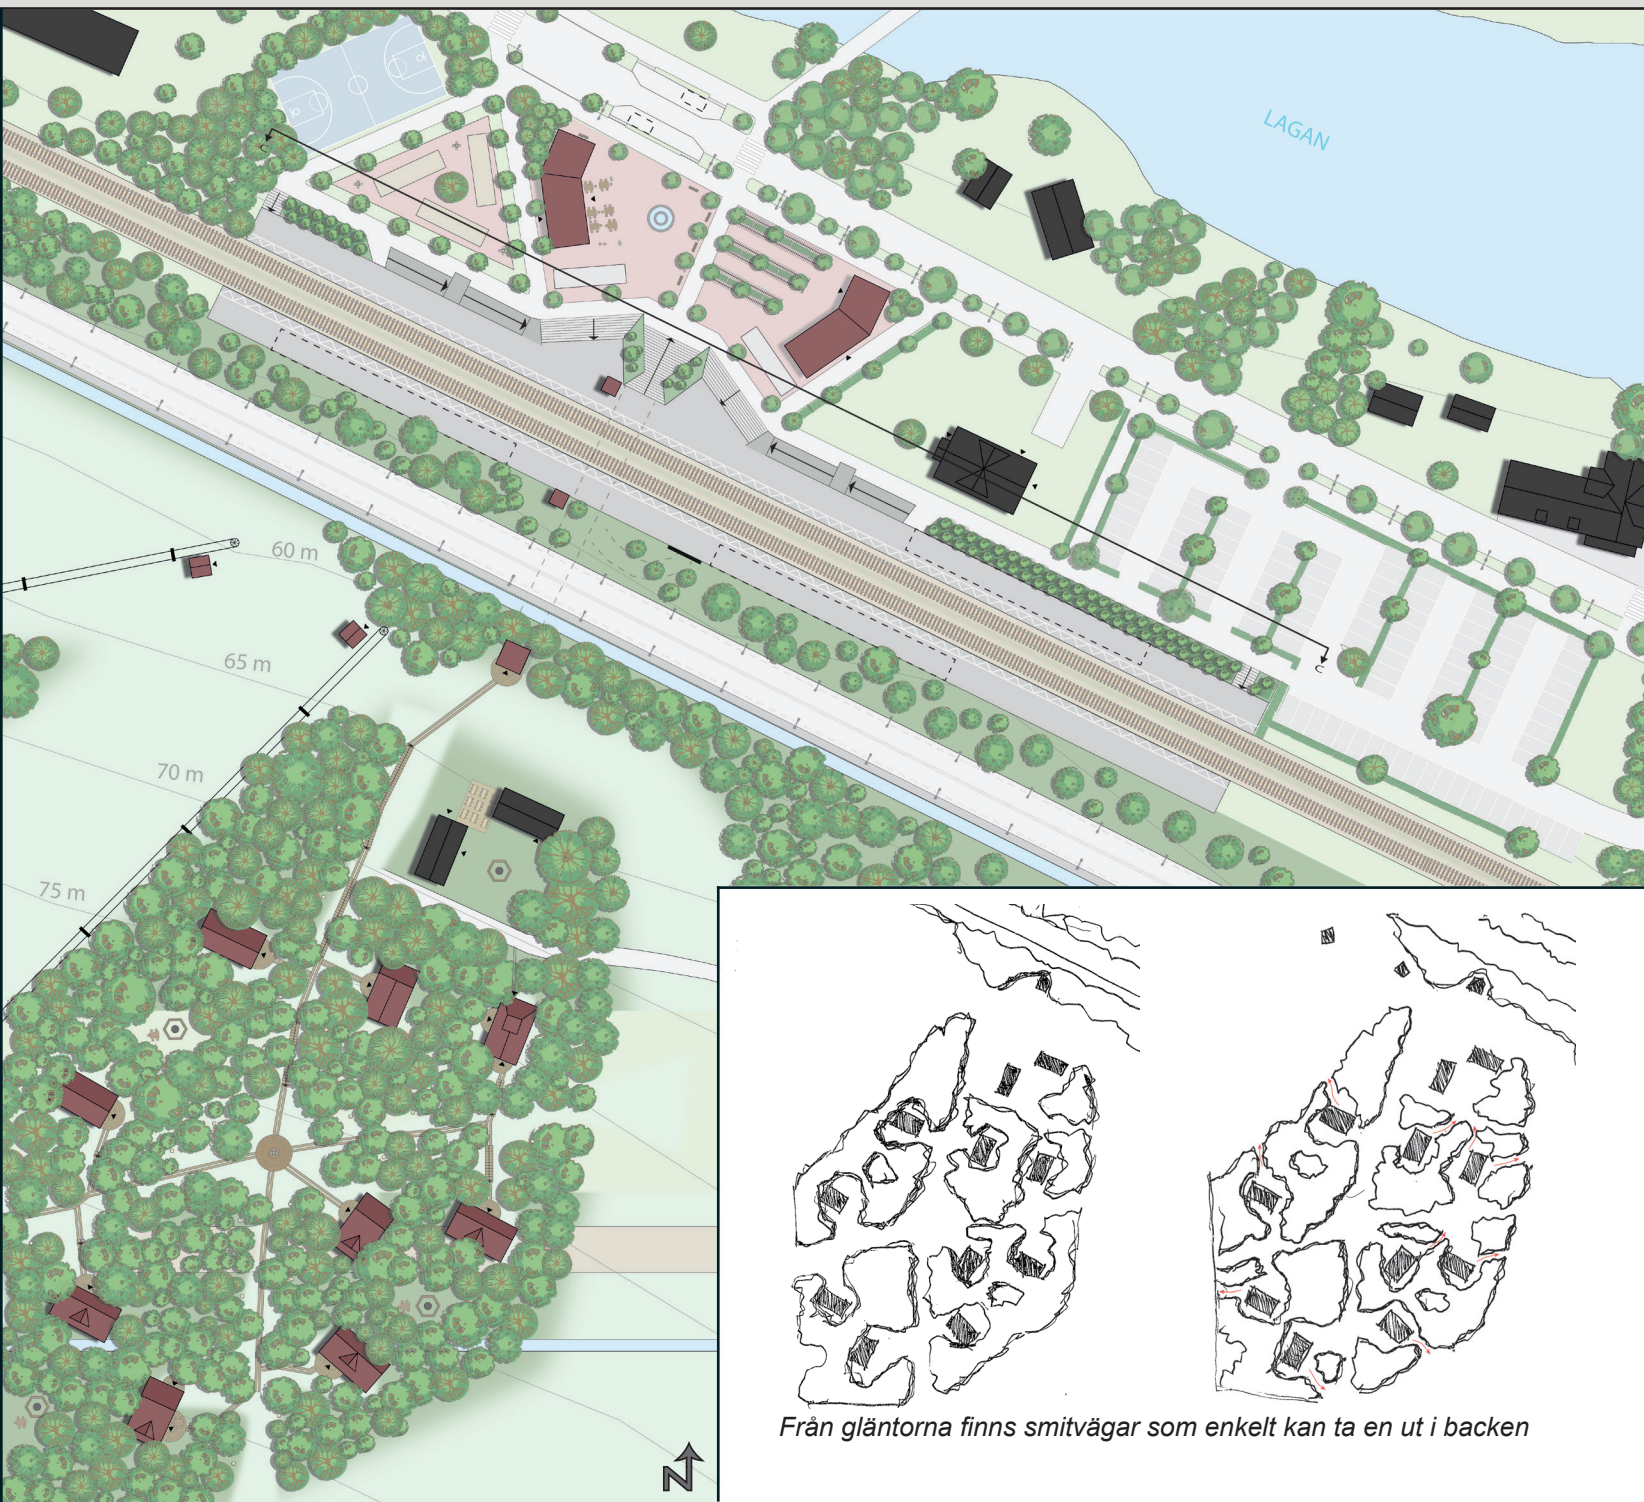 LAGAN
C
60 m
65 m
C
70 m
75 m
N
Från gläntorna finns smitvägar som enkelt kan ta en ut i backen